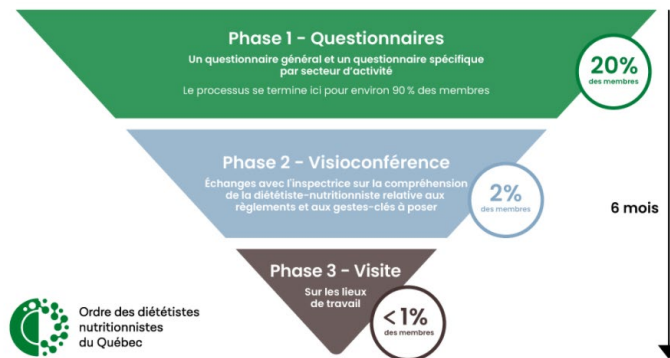 Phase 1 - Questionnaires
Un questionnaire général et un questionnaire spécifique
par secteur d'activité
Le processus se termine ici pour environ 90 % des membres
20%
des membres
Phase 2 - Visioconférence
Échanges avec l'inspectrice sur la compréhension
de la diététiste-nutritionniste relative aux
règlements et aux gestes-clés à poser
2%
des membres
6 mois
Phase 3 - Visite
Sur les lieux
de travail
<1%
des membres
Ordre des diététistes
nutritionnistes
du Québec